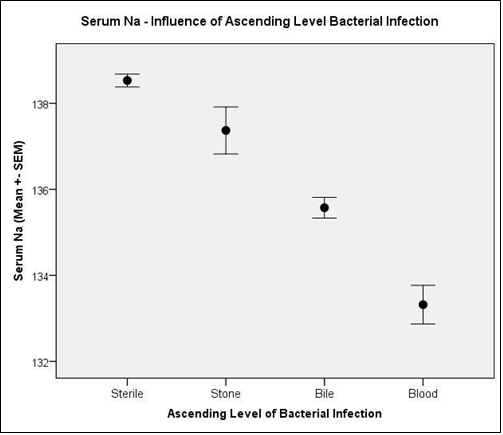 Serum Na - Influence of Ascending Level Bacterial Infection
Serum Na (Mean +- SEM)
138
136
134
132
Sterile Stone Bile Blood
Ascending Level of Bacterial Infection